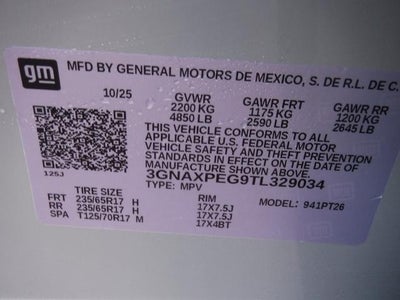 gm MFD BY GENERAL MOTORS DE MEXICO, S. DE R.L. DE C.
10/25 GVWR GAWR FRT GAWR RR
2200 KG 1175 KG 1200 KG
4850 LB 2590 LB 2645 LB
THIS VEHICLE CONFORMS TO ALL
APPLICABLE U.S. FEDERAL MOTOR
VEHICLE SAFETY AND THEFT PREVENTION
STANDARDS IN EFFECT ON THE DATE OF
MANUFACTURE SHOWN ABOVE.
125J 3GNAXPEG9TL329034
TYPE: MPV
TIRE SIZE RIM MODEL: 941PT26
FRT 235/65R17 H 17X7.5J
RR 235/65R17 H 17X7.5J
SPA T125/70R17 M 17X4BT